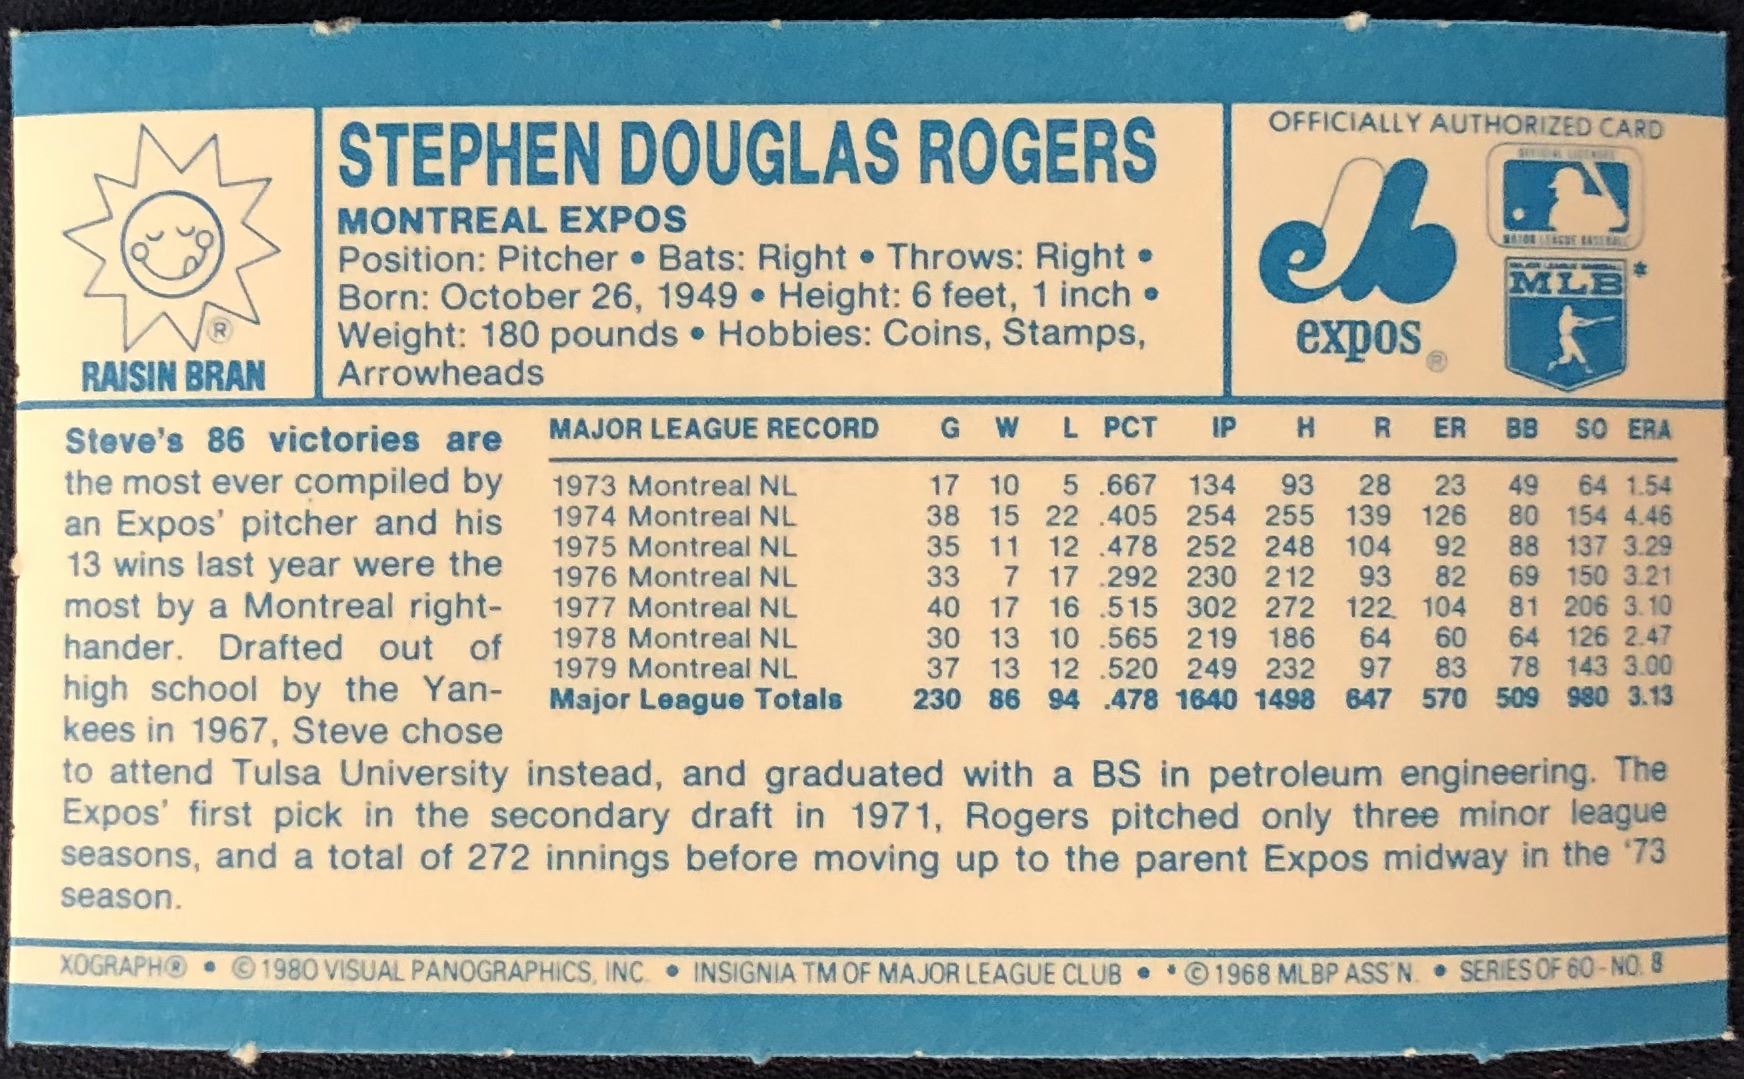 STEPHEN DOUGLAS ROGERS
MONTREAL EXPOS
Position: Pitcher • Bats: Right • Throws: Right •
Born: October 26, 1949 • Height: 6 feet, 1 inch •
Weight: 180 pounds • Hobbies: Coins, Stamps,
Arrowheads
®
RAISIN BRAN
OFFICIALLY AUTHORIZED CARD
expos ®
MAJOR LEAGUE BASEBALL
MAJOR LEAGUE BASEBALL
MLB *
Steve's 86 victories are
the most ever compiled by
an Expos' pitcher and his
13 wins last year were the
most by a Montreal right-
hander. Drafted out of
high school by the Yan-
kees in 1967, Steve chose
to attend Tulsa University instead, and graduated with a BS in petroleum engineering. The
Expos' first pick in the secondary draft in 1971, Rogers pitched only three minor league
seasons, and a total of 272 innings before moving up to the parent Expos midway in the '73
season.
MAJOR LEAGUE RECORD G W L PCT IP H R ER BB SO ERA
1973 Montreal NL 17 10 5 .667 134 93 28 23 49 64 1.54
1974 Montreal NL 38 15 22 .405 254 255 139 126 80 154 4.46
1975 Montreal NL 35 11 12 .478 252 248 104 92 88 137 3.29
1976 Montreal NL 33 7 17 .292 230 212 93 82 69 150 3.21
1977 Montreal NL 40 17 16 .515 302 272 122 104 81 206 3.10
1978 Montreal NL 30 13 10 .565 219 186 64 60 64 126 2.47
1979 Montreal NL 37 13 12 .520 249 232 97 83 78 143 3.00
Major League Totals 230 86 94 .478 1640 1498 647 570 509 980 3.13
XOGRAPH® • ©1980 VISUAL PANOGRAPHICS, INC. • INSIGNIA TM OF MAJOR LEAGUE CLUB • *©1968 MLBP ASS'N. • SERIES OF 60-NO. 8